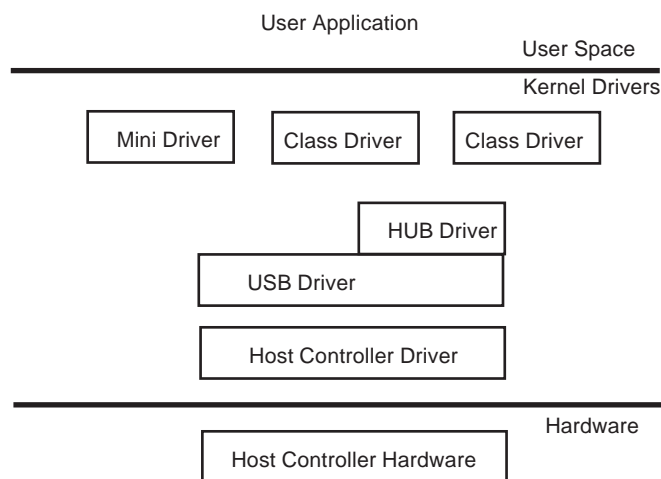 User Application
User Space
Kernel Drivers
Mini Driver
Class Driver
Class Driver
HUB Driver
USB Driver
Host Controller Driver
Hardware
Host Controller Hardware